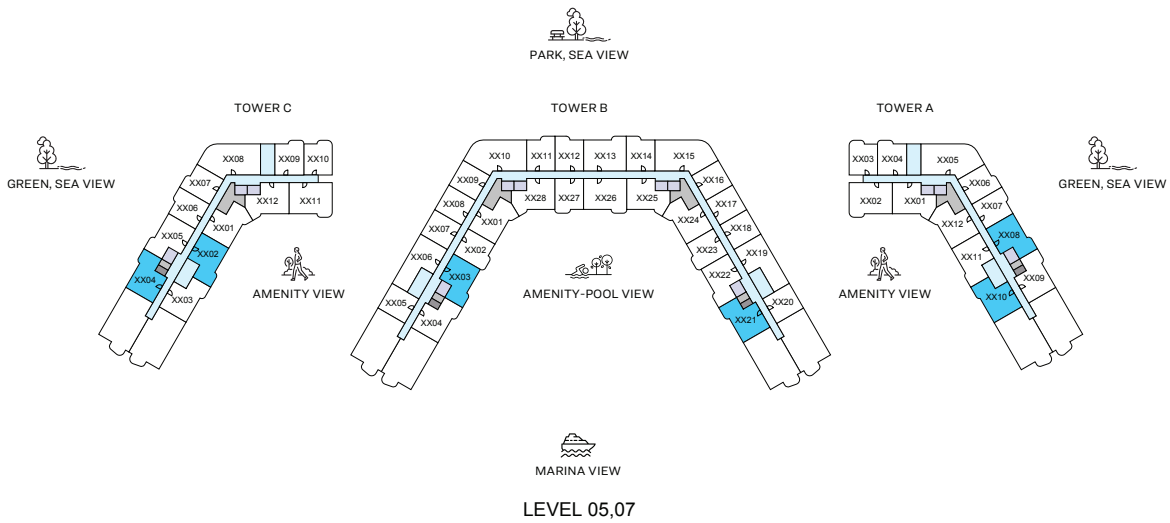 PARK, SEA VIEW
TOWER C
TOWER B
TOWER A
GREEN, SEA VIEW
GREEN, SEA VIEW
XX08
XX09
XX10
XX07
XX12
XX11
XX06
XX01
XX05
XX02
XX04
XX03
XX10
XX11
XX12
XX13
XX14
XX15
XX09
XX16
XX08
XX28
XX27
XX26
XX25
XX17
XX07
XX01
XX24
XX18
XX06
XX02
XX23
XX19
XX03
XX22
XX05
XX20
XX04
XX21
XX03
XX04
XX05
XX06
XX02
XX01
XX07
XX12
XX08
XX11
XX09
XX10
AMENITY VIEW
AMENITY-POOL VIEW
AMENITY VIEW
MARINA VIEW
LEVEL 05,07